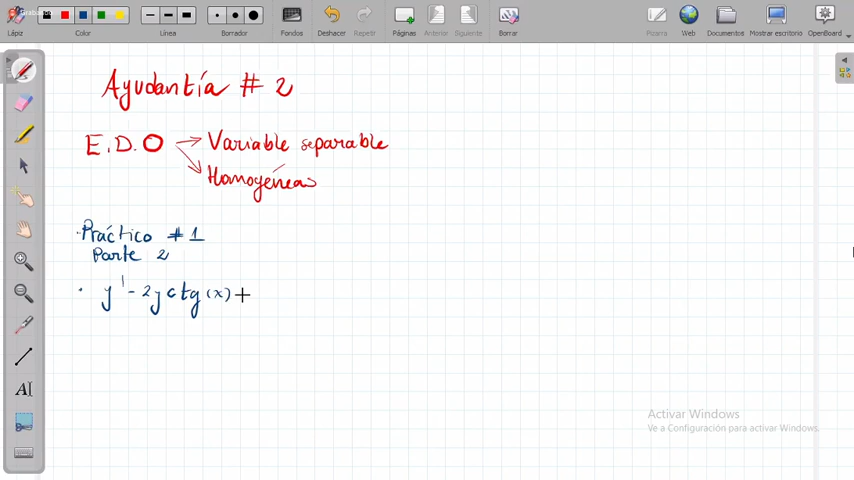 Lápiz
Color
Línea
Borrador
Fondos
Deshacer
Repetir
Páginas
Anterior
Siguiente
Borrar
Pizarra
Web
Documentos
Mostrar escritorio
OpenBoard
Ayudantía # 2
E.D.O → Variable separable
Homogéneas
Práctico # 1
Parte 2
• y' - 2y ctg (x) +
Activar Windows
Ve a Configuración para activar Windows.